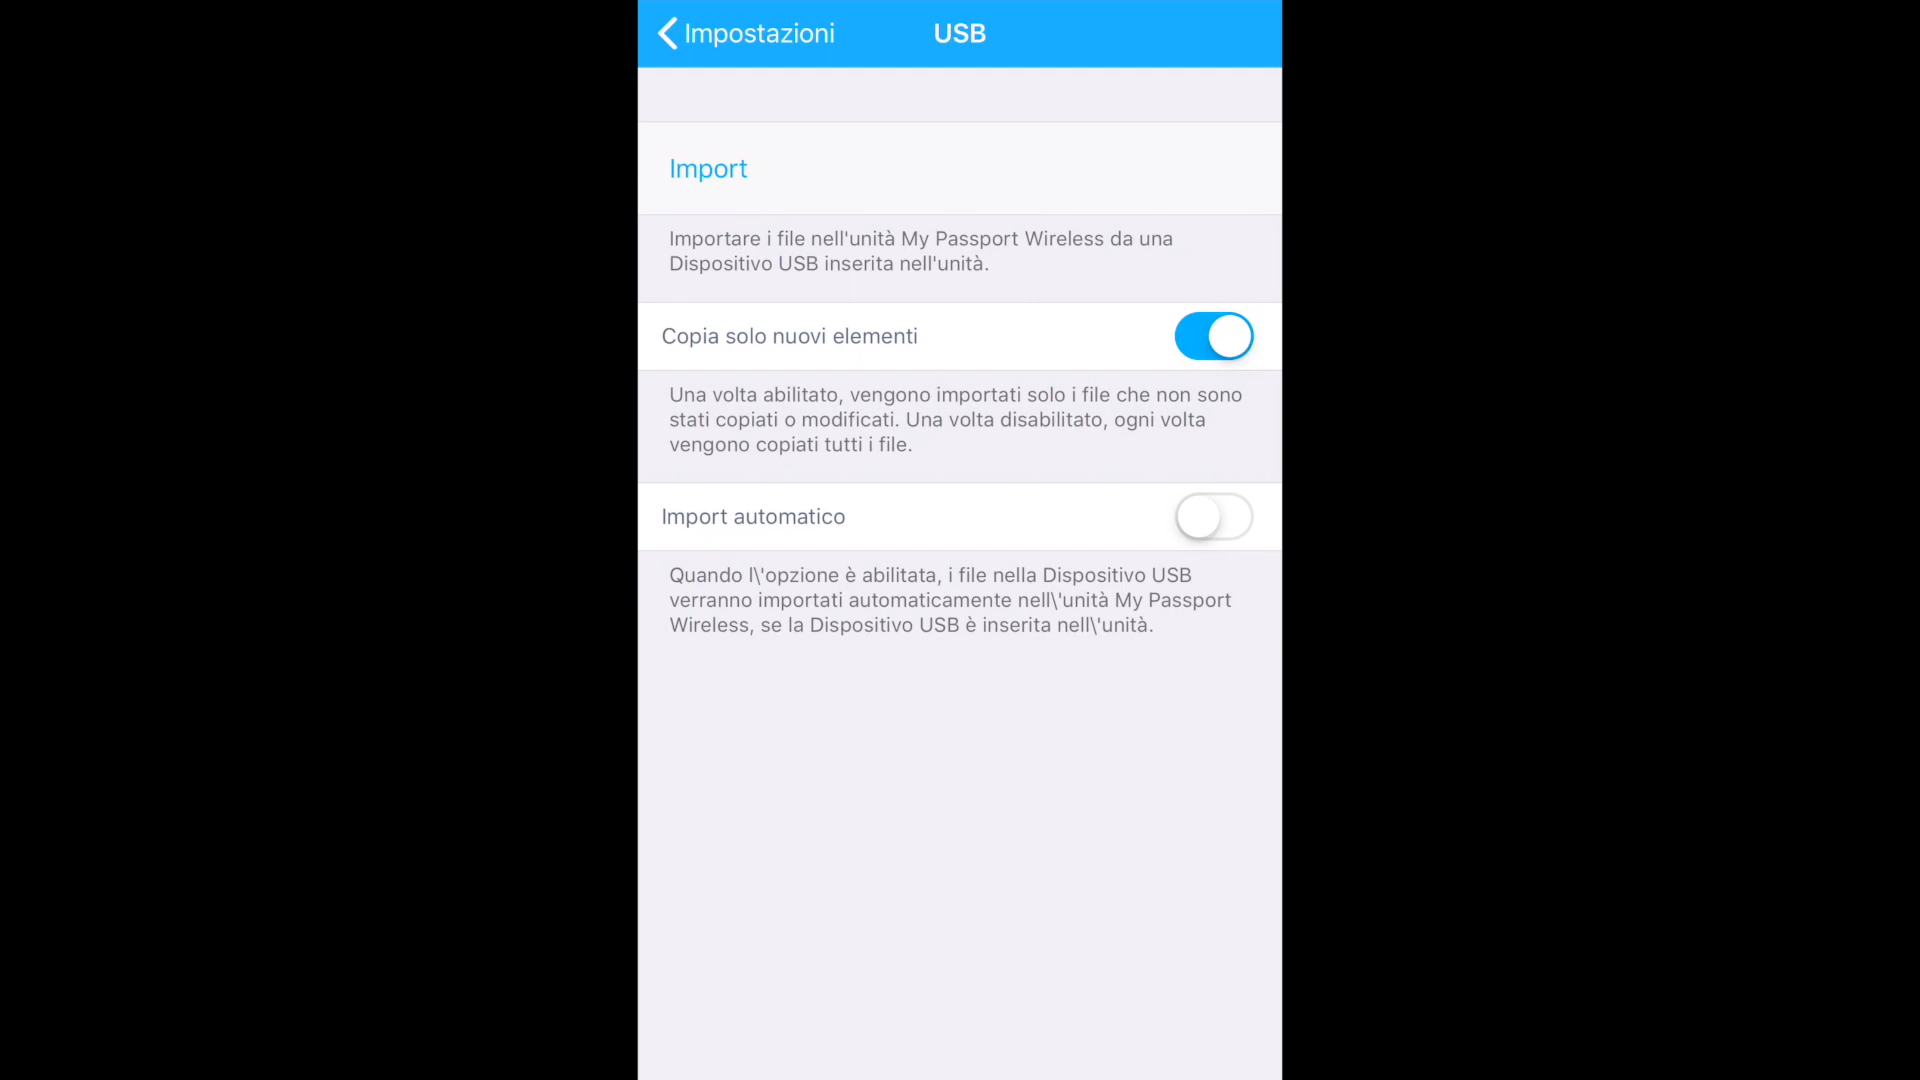 Impostazioni
USB
Import
Importare i file nell'unità My Passport Wireless da una
Dispositivo USB inserita nell'unità.
Copia solo nuovi elementi
Una volta abilitato, vengono importati solo i file che non sono
stati copiati o modificati. Una volta disabilitato, ogni volta
vengono copiati tutti i file.
Import automatico
Quando l\'opzione è abilitata, i file nella Dispositivo USB
verranno importati automaticamente nell\'unità My Passport
Wireless, se la Dispositivo USB è inserita nell\'unità.